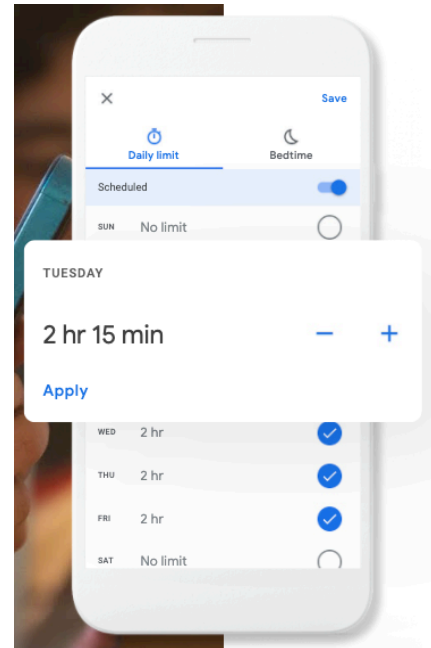 Save
Daily limit
Bedtime
Scheduled
SUN No limit
TUESDAY
2 hr 15 min
Apply
WED 2 hr
THU 2 hr
FRI 2 hr
SAT No limit